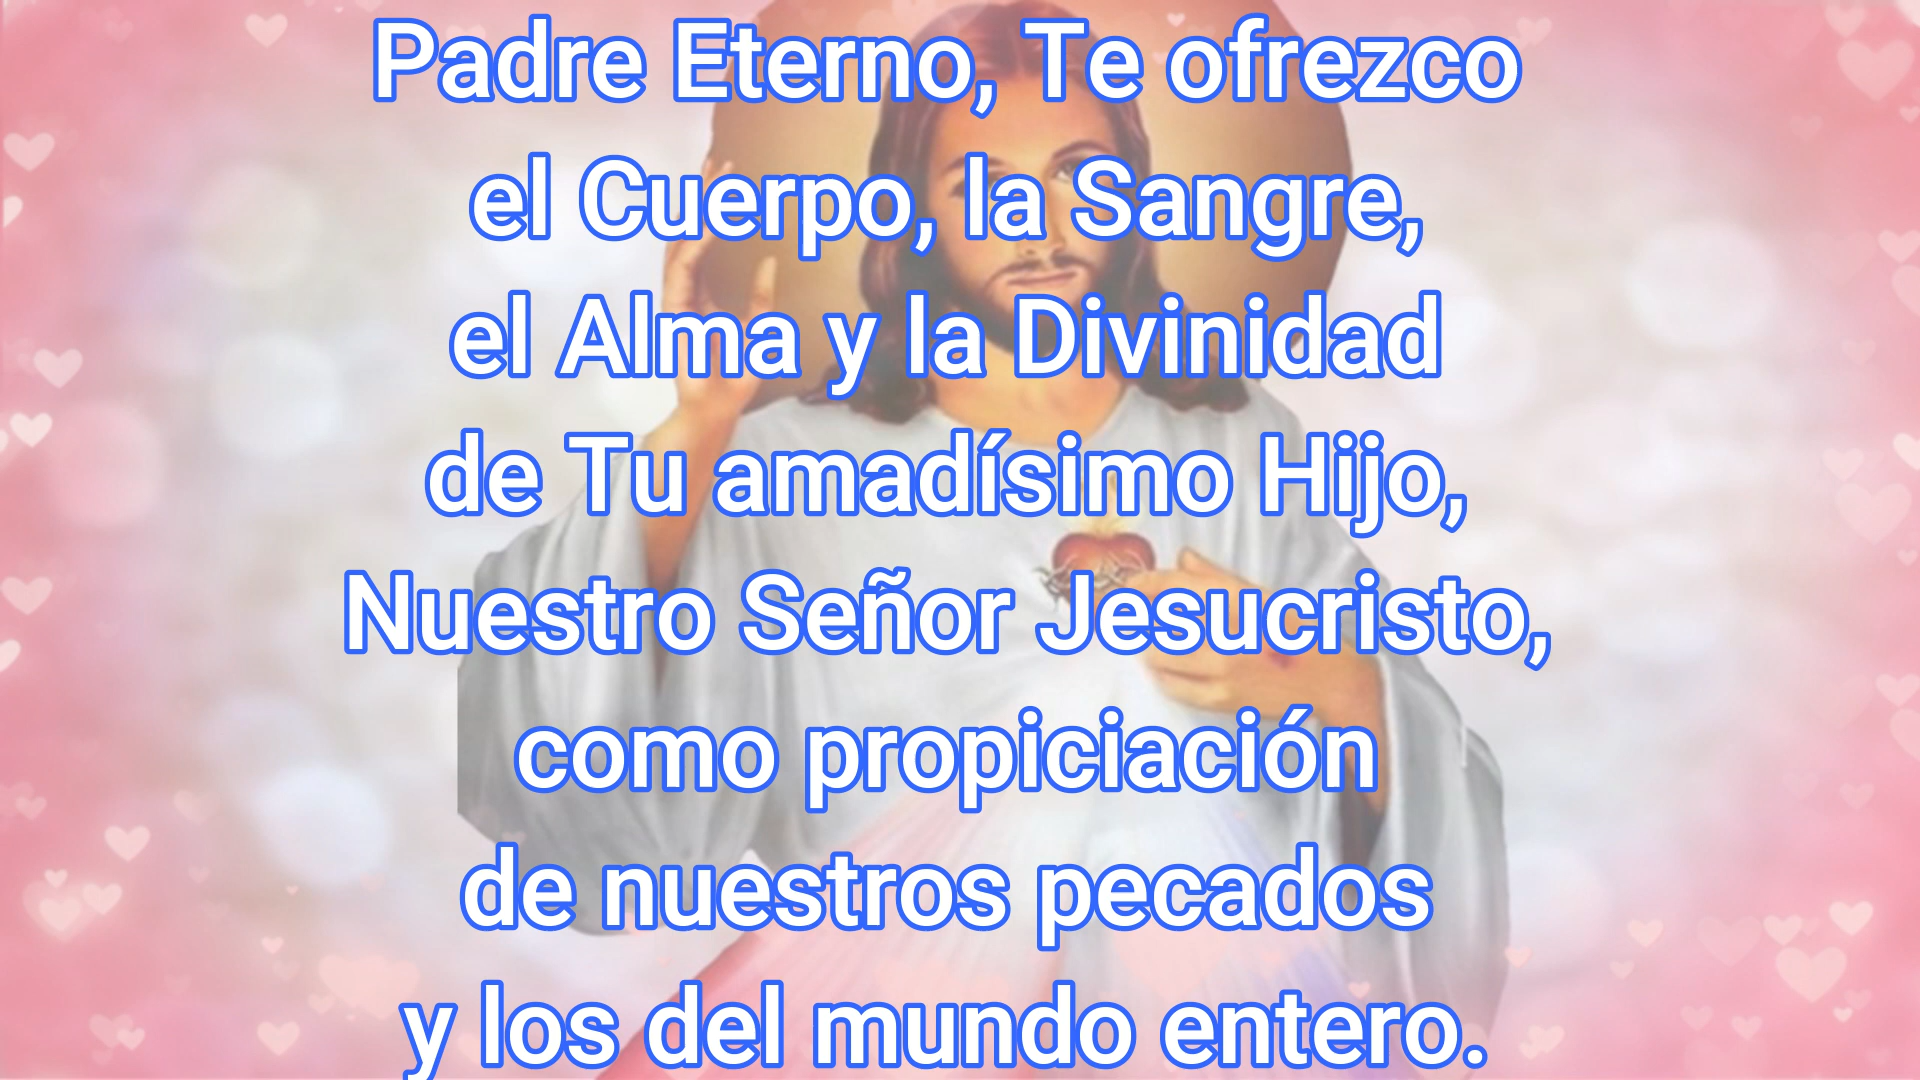 Padre Eterno, Te ofrezco
el Cuerpo, la Sangre,
el Alma y la Divinidad
de Tu amadísimo Hijo,
Nuestro Señor Jesucristo,
como propiciación
de nuestros pecados
y los del mundo entero.